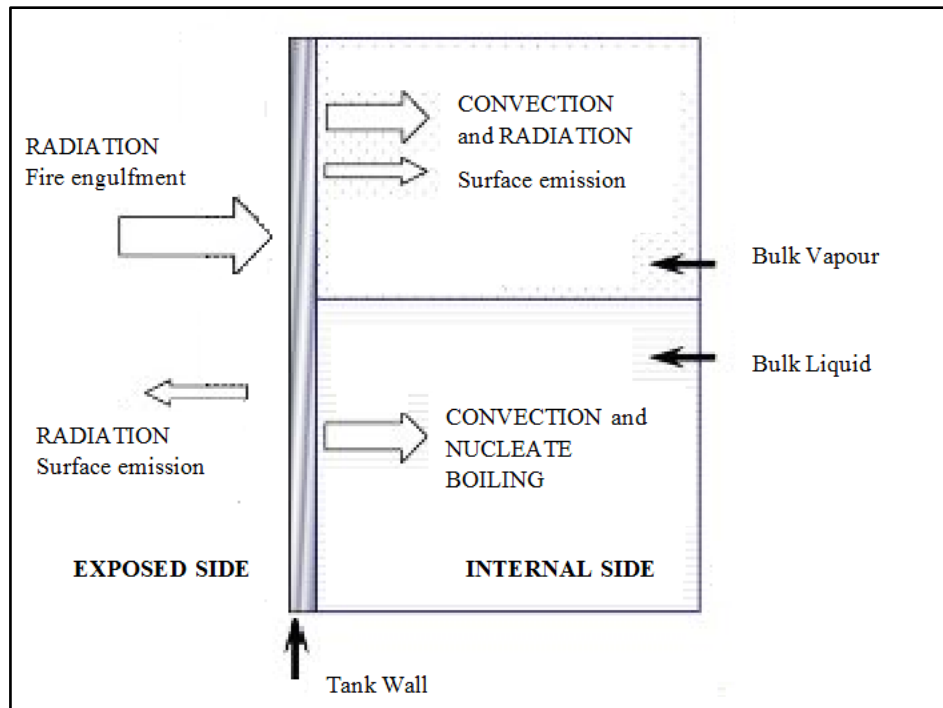 CONVECTION
and RADIATION
Surface emission
RADIATION
Fire engulfment
Bulk Vapour
Bulk Liquid
RADIATION
Surface emission
CONVECTION and
NUCLEATE
BOILING
EXPOSED SIDE
INTERNAL SIDE
Tank Wall